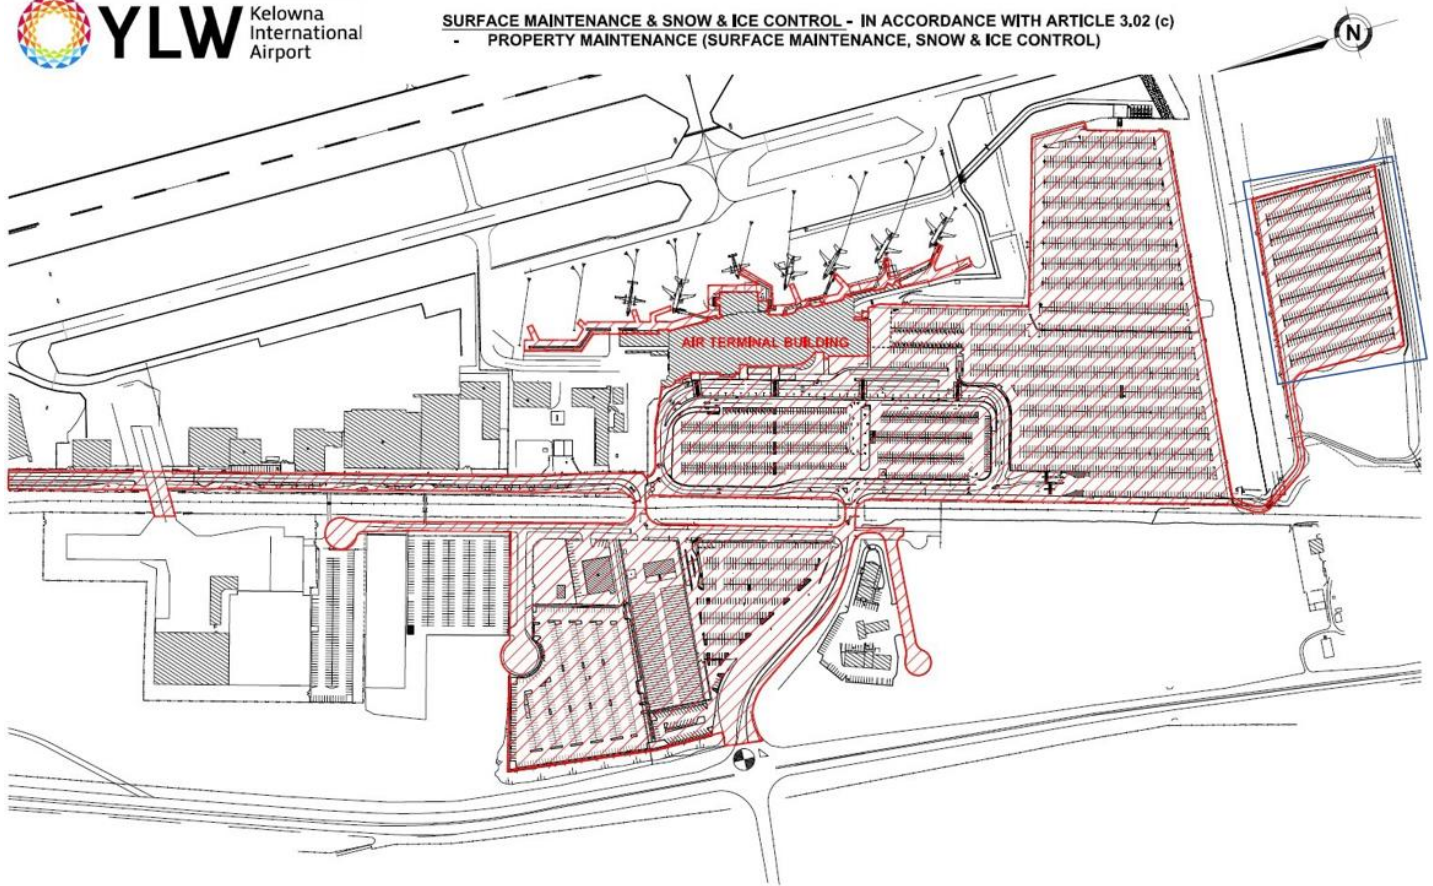 YLW
Kelowna
International
Airport
SURFACE MAINTENANCE & SNOW & ICE CONTROL - IN ACCORDANCE WITH ARTICLE 3.02 (c)
- PROPERTY MAINTENANCE (SURFACE MAINTENANCE, SNOW & ICE CONTROL)
N
AIR TERMINAL BUILDING